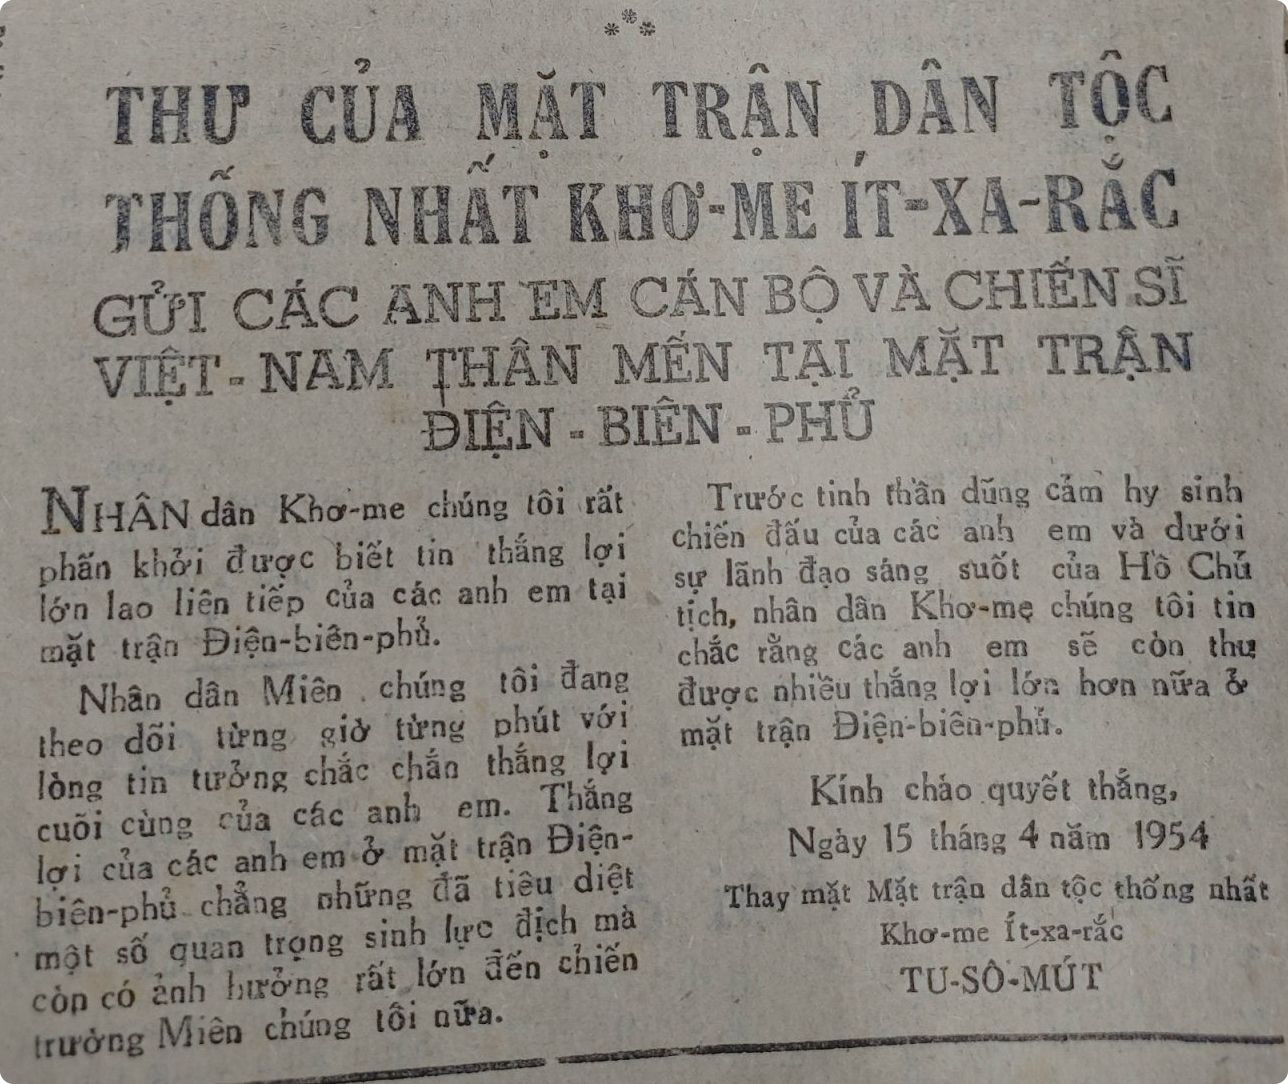 THƯ CỦA MẶT TRẬN DÂN TỘC
THỐNG NHẤT KHƠ-ME ÍT-XA-RẮC
GỬI CÁC ANH EM CÁN BỘ VÀ CHIẾN SĨ
VIỆT-NAM THÂN MẾN TẠI MẶT TRẬN
ĐIỆN-BIÊN-PHỦ
NHÂN dân Khơ-me chúng tôi rất
phấn khởi được biết tin thắng lợi
lớn lao liên tiếp của các anh em tại
mặt trận Điện-biên-phủ.
Nhân dân Miên chúng tôi đang
theo dõi từng giờ từng phút với
lòng tin tưởng chắc chắn thắng lợi
cuối cùng của các anh em. Thắng
lợi của các anh em ở mặt trận Điện-
biên-phủ chẳng những đã tiêu diệt
một số quan trọng sinh lực địch mà
còn có ảnh hưởng rất lớn đến chiến
trường Miên chúng tôi nữa.
Trước tinh thần dũng cảm hy sinh
chiến đấu của các anh em và dưới
sự lãnh đạo sáng suốt của Hồ Chủ
tịch, nhân dân Khơ-mẹ chúng tôi tin
chắc rằng các anh em sẽ còn thu
được nhiều thắng lợi lớn hơn nữa ở
mặt trận Điện-biên-phủ.
Kính chào quyết thắng,
Ngày 15 tháng 4 năm 1954
Thay mặt Mặt trận dân tộc thống nhất
Khơ-me Ít-xa-rắc
TU-SÔ-MÚT